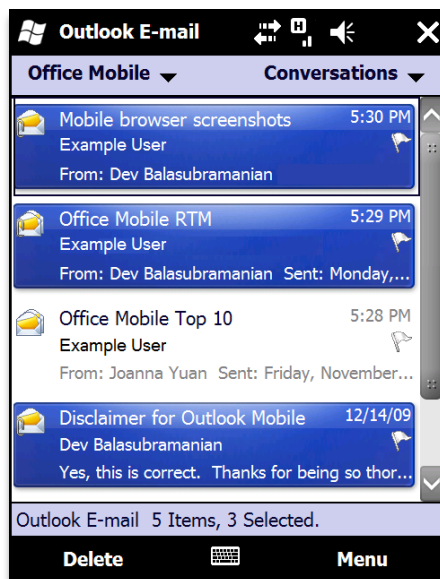 Outlook E-mail H
Office Mobile Conversations
Mobile browser screenshots 5:30 PM
Example User
From: Dev Balasubramanian
Office Mobile RTM 5:29 PM
Example User
From: Dev Balasubramanian Sent: Monday,...
Office Mobile Top 10 5:28 PM
Example User
From: Joanna Yuan Sent: Friday, November...
Disclaimer for Outlook Mobile 12/14/09
Dev Balasubramanian
Yes, this is correct. Thanks for being so thor...
Outlook E-mail 5 Items, 3 Selected.
Delete Menu